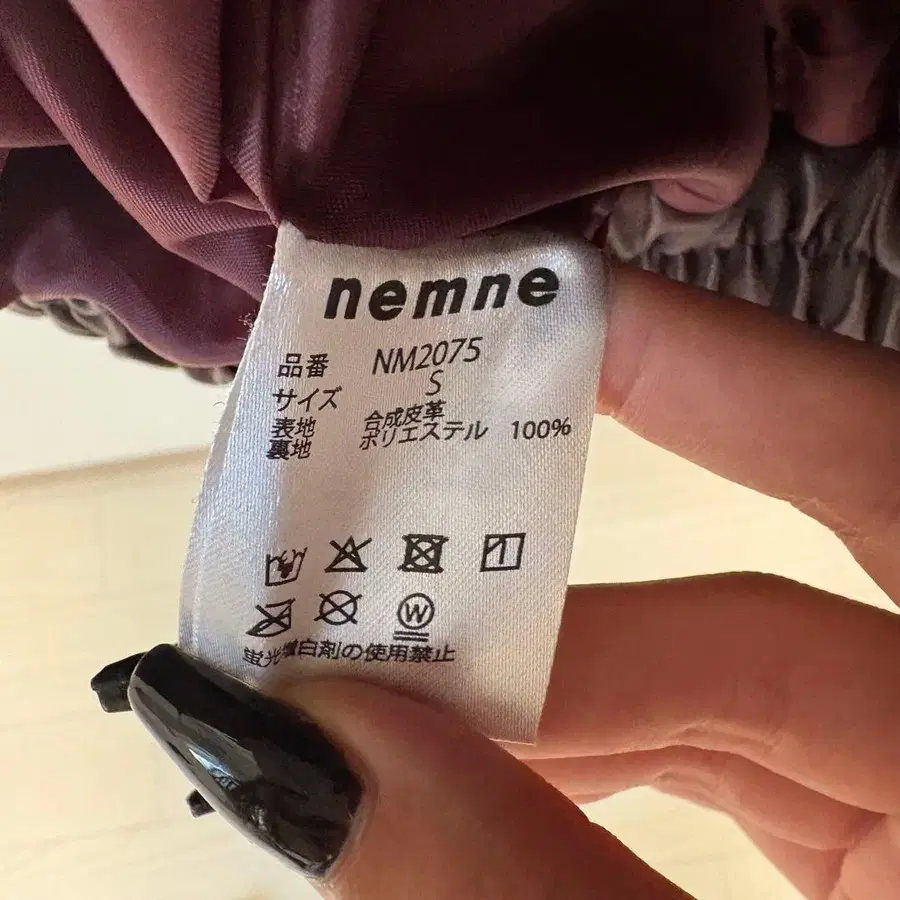 nemne
品番 NM2075
サイズ S
表地 合成皮革
裏地 ポリエステル 100%
W
蛍光増白剤の使用禁止